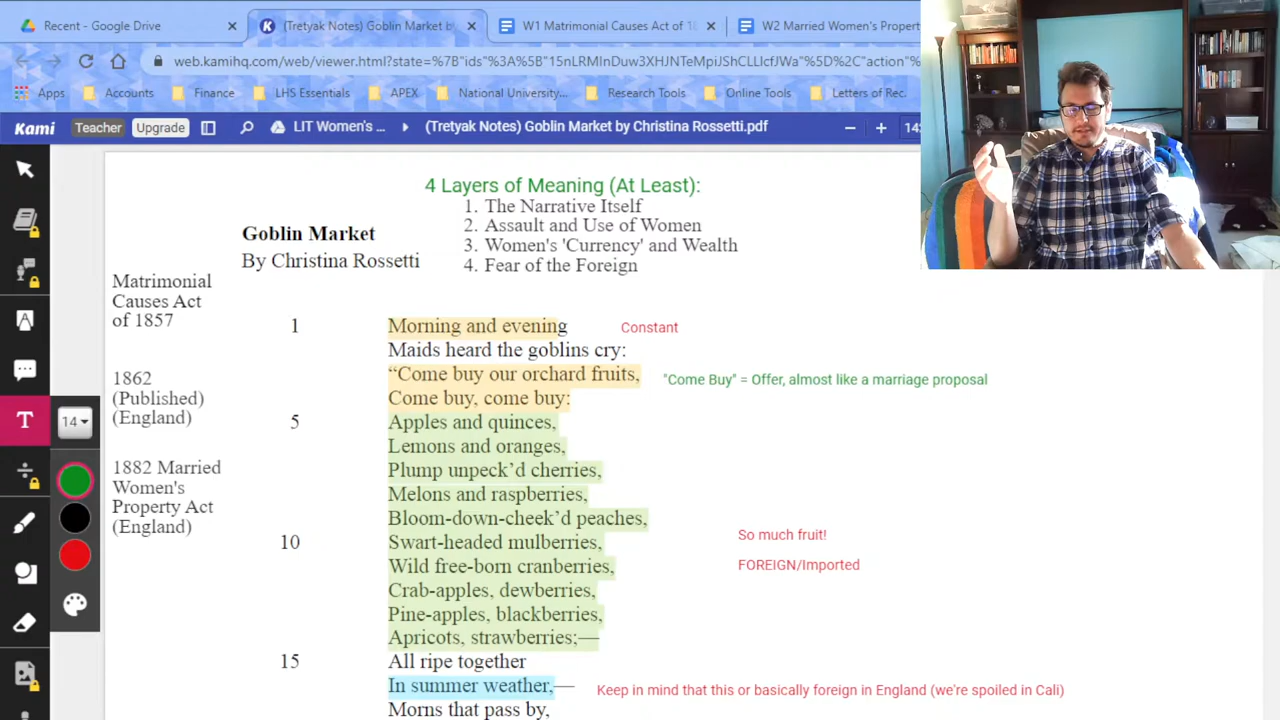 Recent - Google Drive
(Tretyak Notes) Goblin Market by
W1 Matrimonial Causes Act of 18
W2 Married Women's Property
web.kamihq.com/web/viewer.html?state=%7B"ids"%3A%5B"15nLRMInDuw3XHJNTeMpiJShCLLIcfJWa"%5D%2C"action"
Apps
Accounts
Finance
LHS Essentials
APEX
National University...
Research Tools
Online Tools
Letters of Rec.
Kami
Teacher
Upgrade
LIT Women's ...
(Tretyak Notes) Goblin Market by Christina Rossetti.pdf
4 Layers of Meaning (At Least):
1. The Narrative Itself
2. Assault and Use of Women
3. Women's 'Currency' and Wealth
4. Fear of the Foreign
Goblin Market
By Christina Rossetti
Matrimonial
Causes Act
of 1857
1862
(Published)
(England)
1882 Married
Women's
Property Act
(England)
T
14
1 Morning and evening Constant
Maids heard the goblins cry:
“Come buy our orchard fruits, "Come Buy" = Offer, almost like a marriage proposal
Come buy, come buy:
5 Apples and quinces,
Lemons and oranges,
Plump unpeck’d cherries,
Melons and raspberries,
Bloom-down-cheek’d peaches,
So much fruit!
10 Swart-headed mulberries,
Wild free-born cranberries, FOREIGN/Imported
Crab-apples, dewberries,
Pine-apples, blackberries,
Apricots, strawberries;—
15 All ripe together
In summer weather,— Keep in mind that this or basically foreign in England (we're spoiled in Cali)
Morns that pass by,